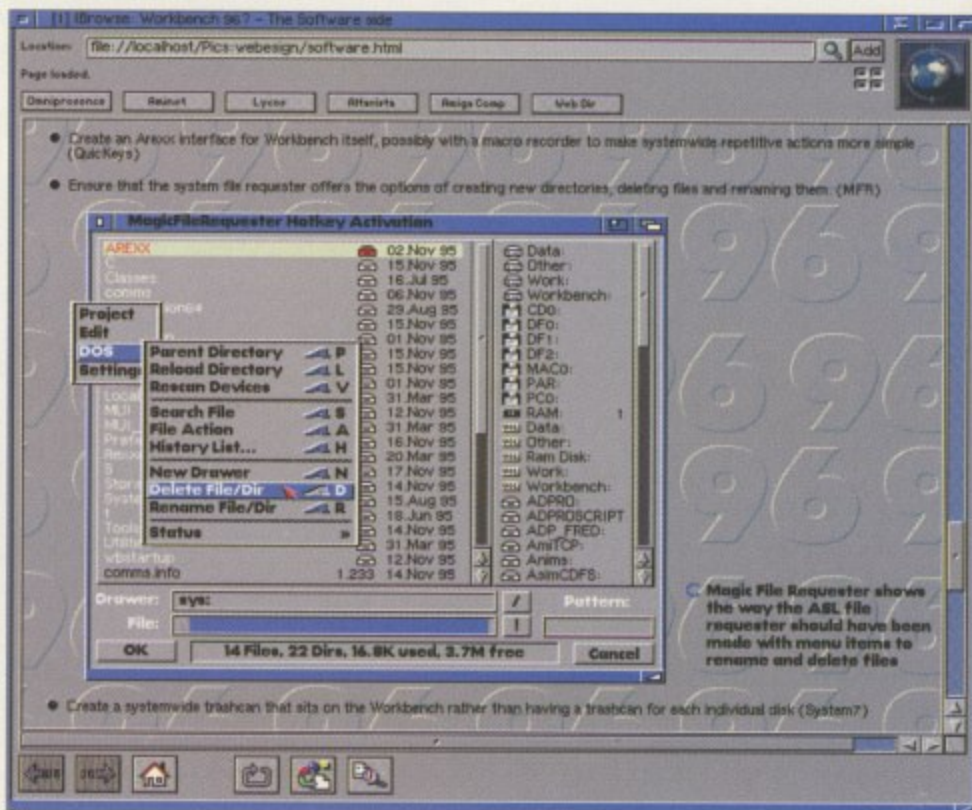 [1] IBrowse: Workbench 96? - The Software side
Location: file://localhost/Pics:webesign/software.html
Add
Page loaded.
Omnipresence Aminet Lycos Altavista Amiga Comp Web Dir
• Create an Arexx interface for Workbench itself, possibly with a macro recorder to make systemwide repetitive actions more simple
(QuicKeys)
• Ensure that the system file requester offers the options of creating new directories, deleting files and renaming them. (MFR)
MagicFileRequester Hotkey Activation
AREXX 02.Nov 95
C 15.Nov 95
Classes 16.Jul 95
comms 06.Nov 95
29.Aug 95
15.Nov 95
01.Nov 95
15.Nov 95
15.Nov 95
01.Nov 95
31.Mar 95
12.Nov 95
31.Mar 95
16.Nov 95
20.Mar 95
17.Nov 95
14.Nov 95
15.Aug 95
18.Jun 95
14.Nov 95
31.Mar 95
wbstartup 12.Nov 95
comms.info 1.233 14.Nov 95
Data:
Other:
Work:
Workbench:
CD0:
DF0:
DF1:
DF2:
MAC0:
PAR:
PC0:
RAM: 1
Data:
Other:
Ram Disk:
Work:
Workbench:
ADPRO:
ADPROSCRIPT
ADP_FRED:
AmiTCP:
Anims:
AsimCDFS:
Project
Edit
DOS
Settings
Parent Directory P
Reload Directory L
Rescan Devices V
Search File S
File Action A
History List... H
New Drawer N
Delete File/Dir D
Rename File/Dir R
Status »
Drawer: sys: / Pattern:
File: !
OK 14 Files, 22 Dirs, 16.8K used, 3.7M free Cancel
Magic File Requester shows
the way the ASL file
requester should have been
made with menu items to
rename and delete files
• Create a systemwide trashcan that sits on the Workbench rather than having a trashcan for each individual disk (System7)